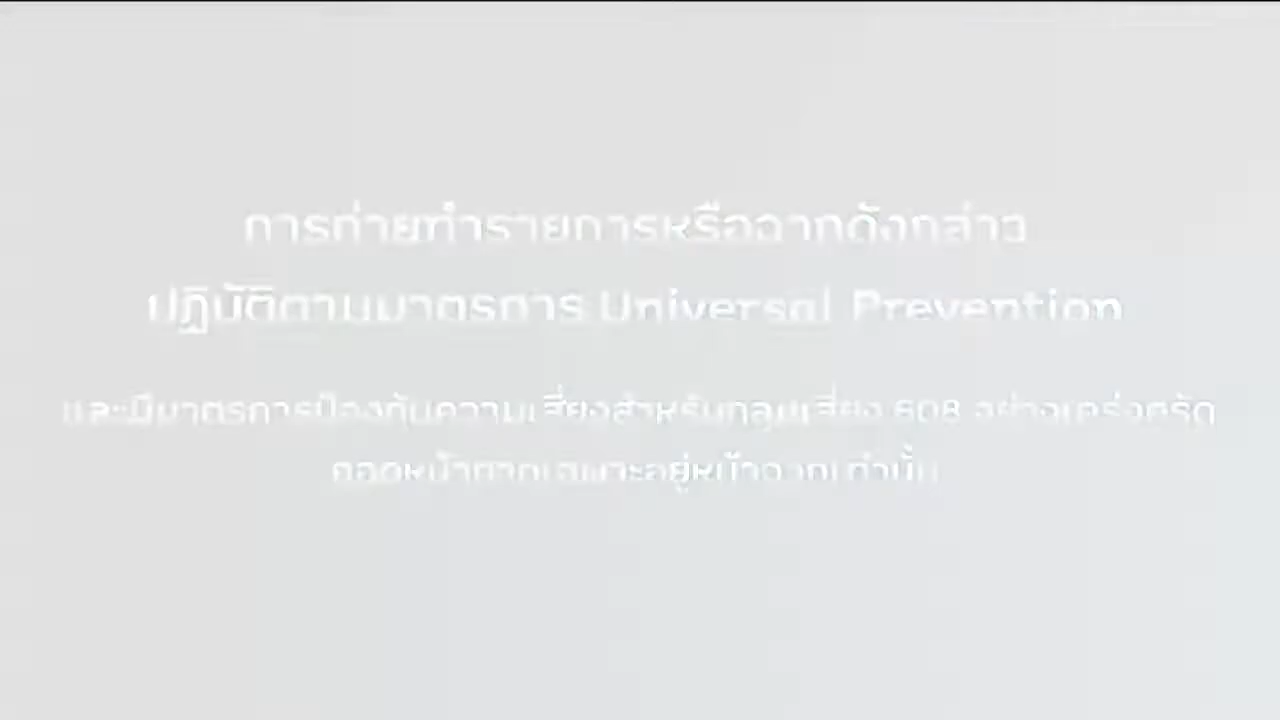 การถ่ายทำรายการหรือฉากดังกล่าว
ปฏิบัติตามมาตรการ Universal Prevention
และมีมาตรการป้องกันความเสี่ยงสำหรับกลุ่มเสี่ยง 608 อย่างเคร่งครัด
ถอดหน้ากากเฉพาะอยู่หน้าฉากเท่านั้น